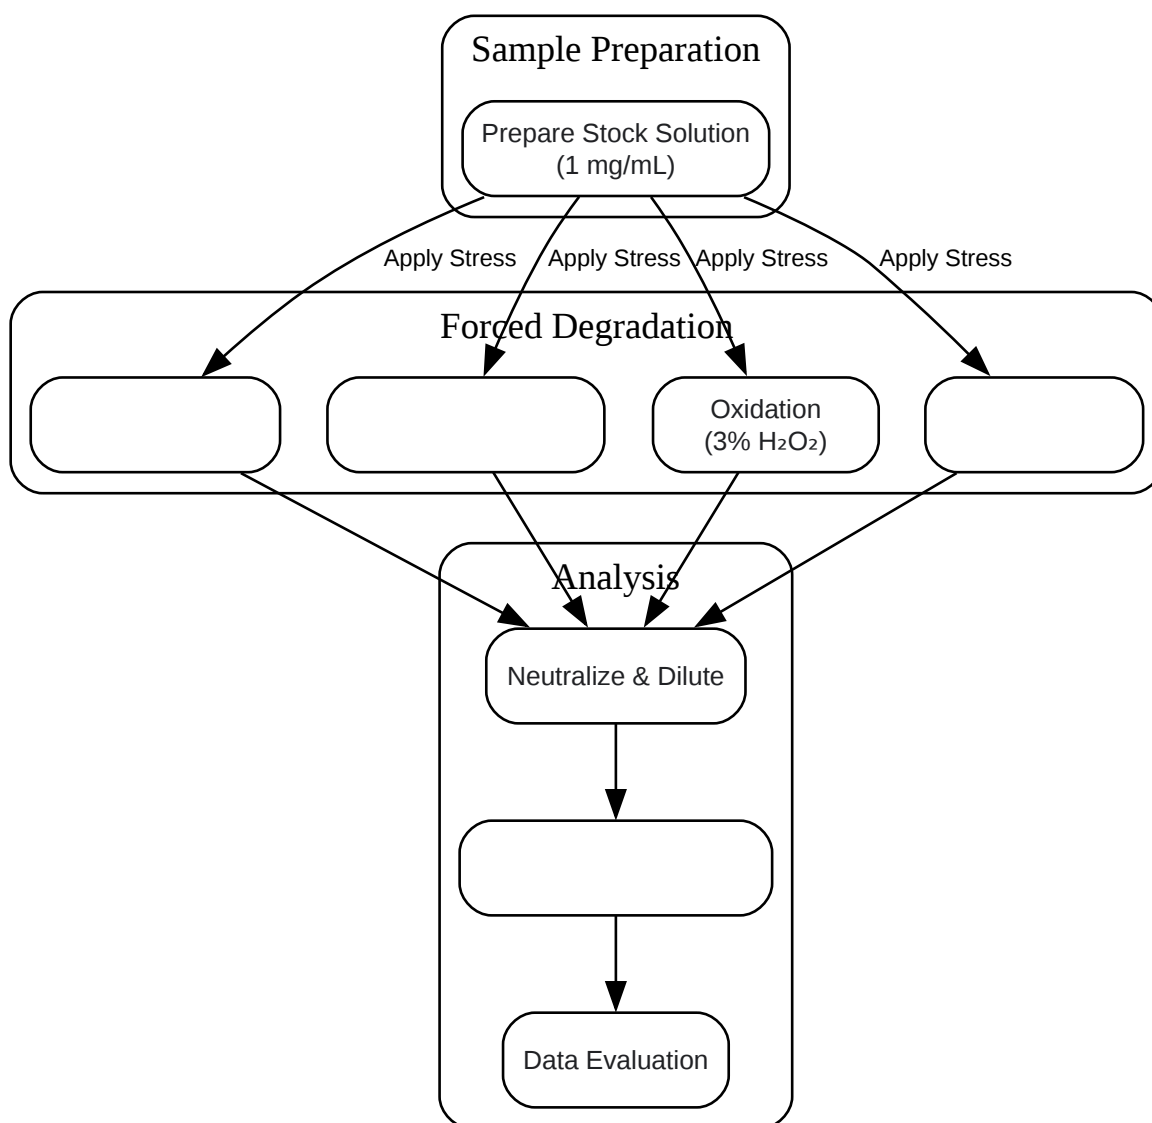 Sample Preparation
Prepare Stock Solution
(1 mg/mL)
Apply Stress
Apply Stress
Apply Stress
Apply Stress
Forced Degradation
Oxidation
(3% H₂O₂)
Analysis
Neutralize & Dilute
Data Evaluation